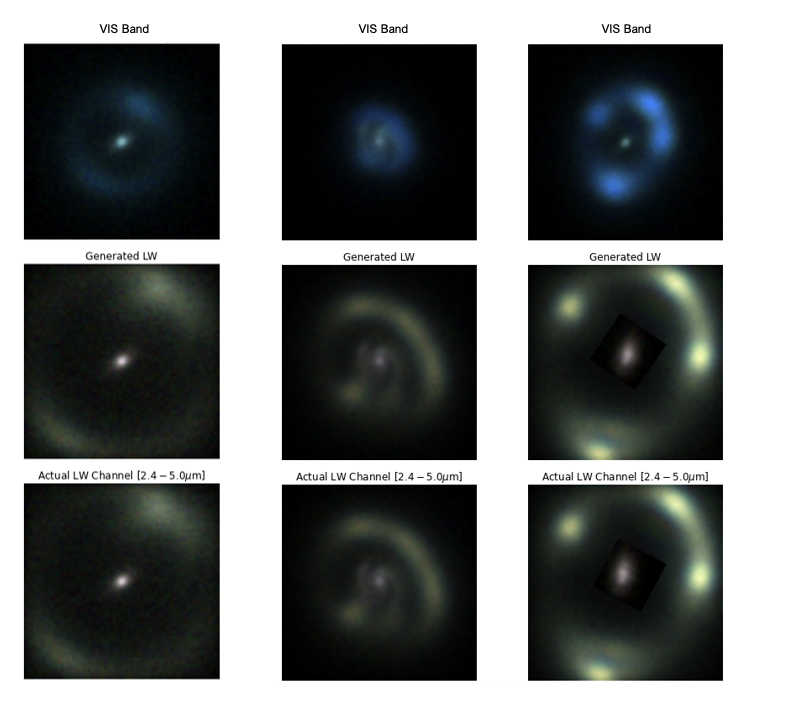 VIS Band VIS Band VIS Band
Generated LW Generated LW Generated LW
Actual LW Channel [2.4 − 5.0μm] Actual LW Channel [2.4 − 5.0μm] Actual LW Channel [2.4 − 5.0μm]